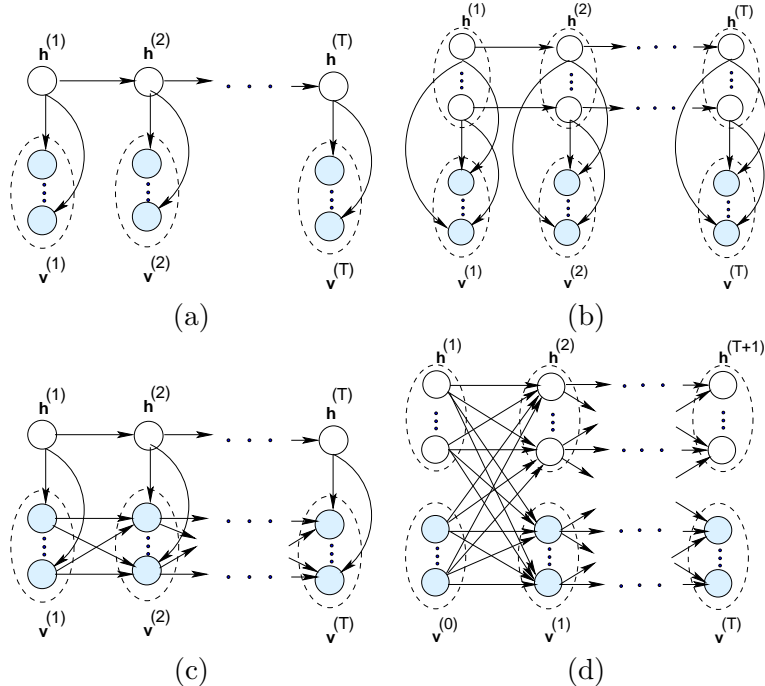 h(1) h(2) h(T)
v(1) v(2) v(T)
(a)
h(1) h(2) h(T)
v(1) v(2) v(T)
(b)
h(1) h(2) h(T)
v(1) v(2) v(T)
(c)
h(1) h(2) h(T+1)
v(0) v(1) v(T)
(d)